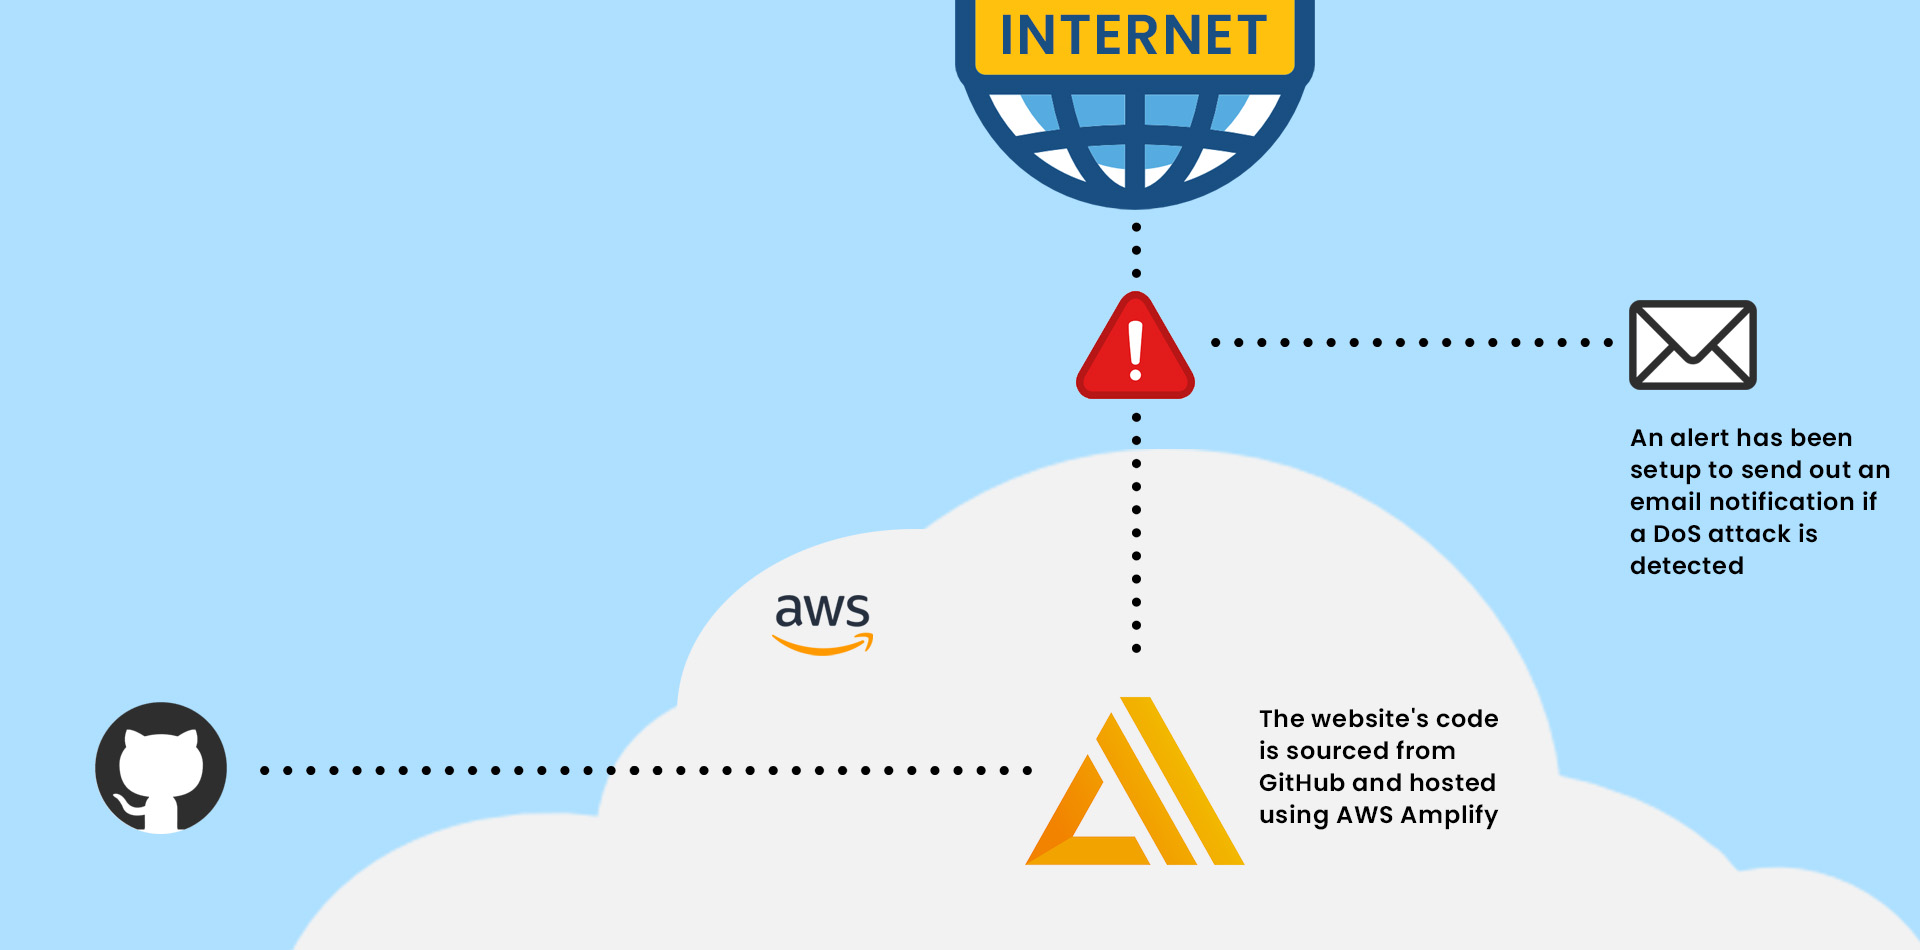 INTERNET
An alert has been
setup to send out an
email notification if
a DoS attack is
detected
aws
The website's code
is sourced from
GitHub and hosted
using AWS Amplify